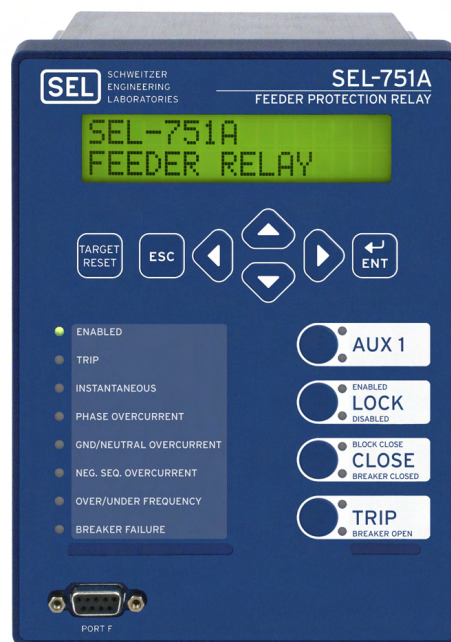 SEL
SCHWEITZER
ENGINEERING
LABORATORIES
SEL-751A
FEEDER PROTECTION RELAY
SEL-751A
FEEDER RELAY
TARGET
RESET
ESC
ENT
ENABLED
TRIP
INSTANTANEOUS
PHASE OVERCURRENT
GND/NEUTRAL OVERCURRENT
NEG. SEQ. OVERCURRENT
OVER/UNDER FREQUENCY
BREAKER FAILURE
AUX 1
ENABLED
LOCK
DISABLED
BLOCK CLOSE
CLOSE
BREAKER CLOSED
TRIP
BREAKER OPEN
PORT F